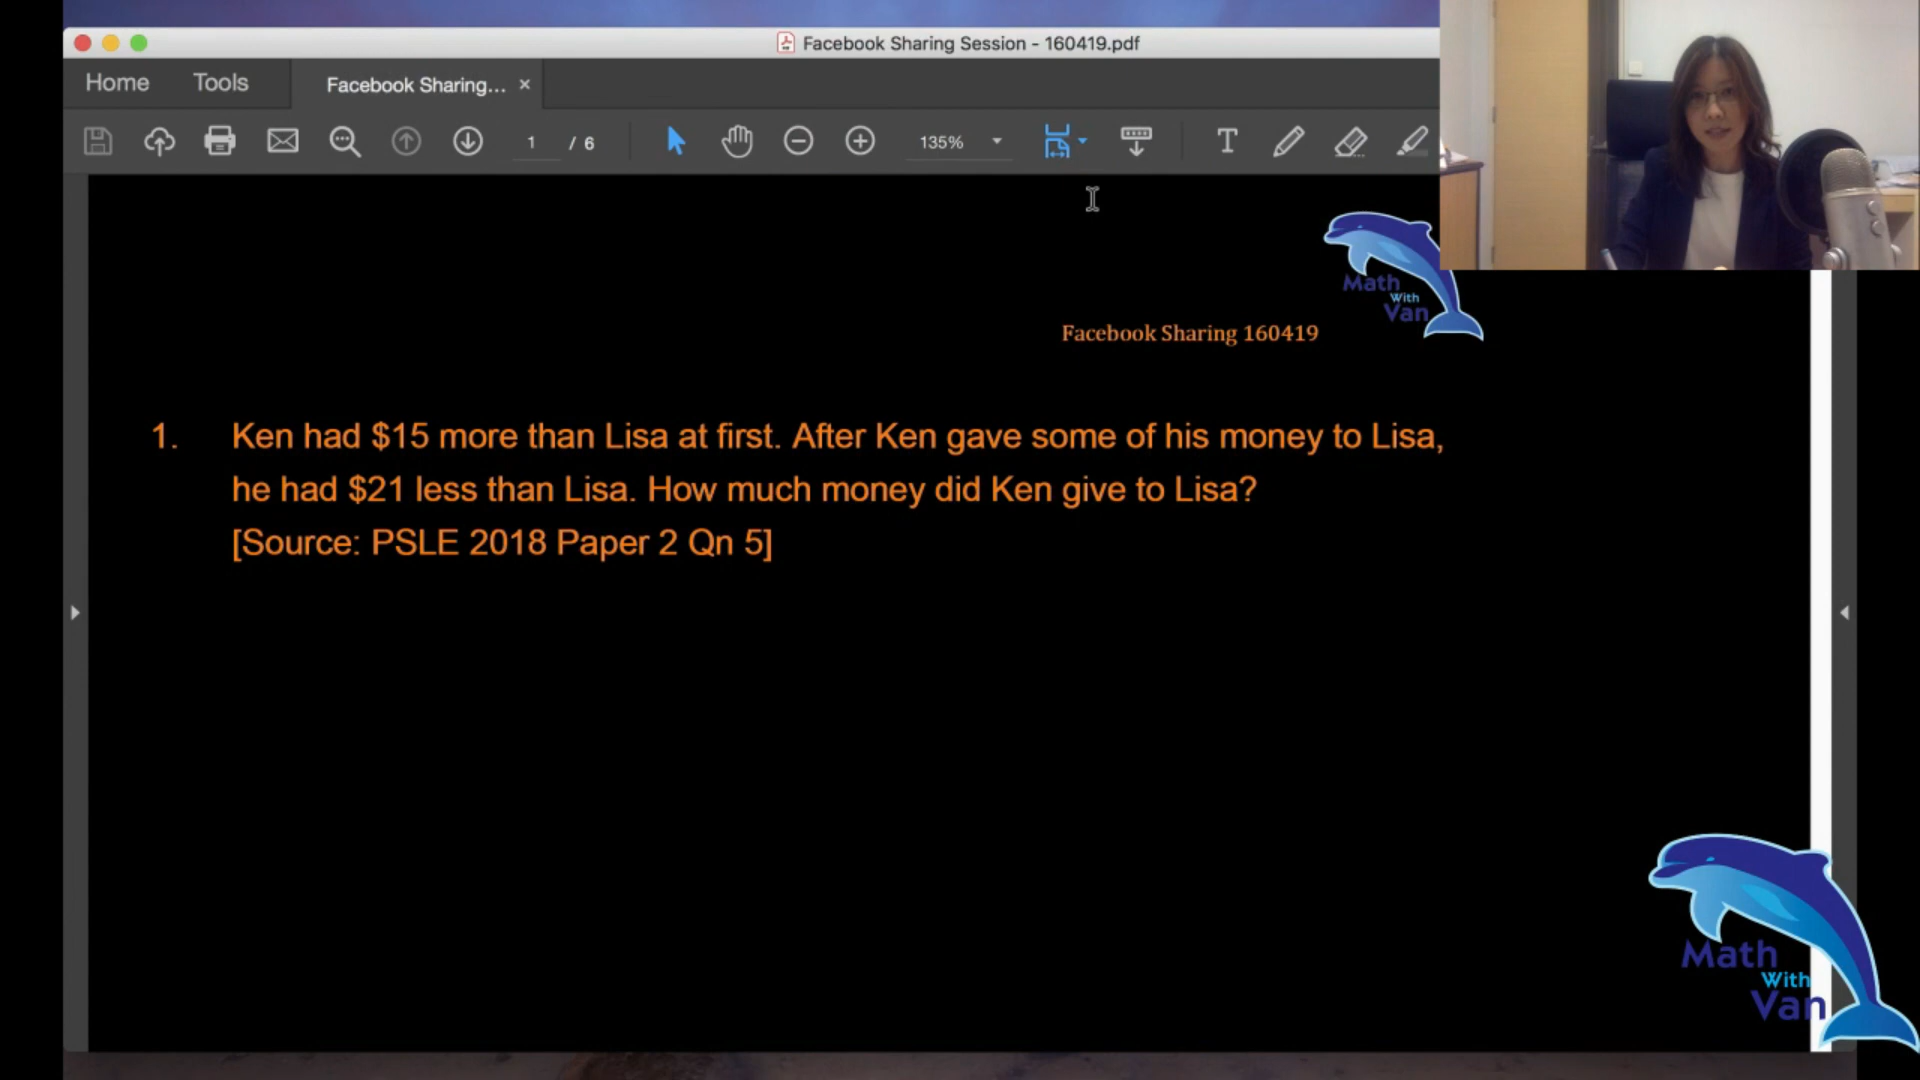 Facebook Sharing Session - 160419.pdf
Home Tools Facebook Sharing... ×
1 / 6 135% T
Math
With
Van
Facebook Sharing 160419
1. Ken had $15 more than Lisa at first. After Ken gave some of his money to Lisa,
he had $21 less than Lisa. How much money did Ken give to Lisa?
[Source: PSLE 2018 Paper 2 Qn 5]
Math
With
Van